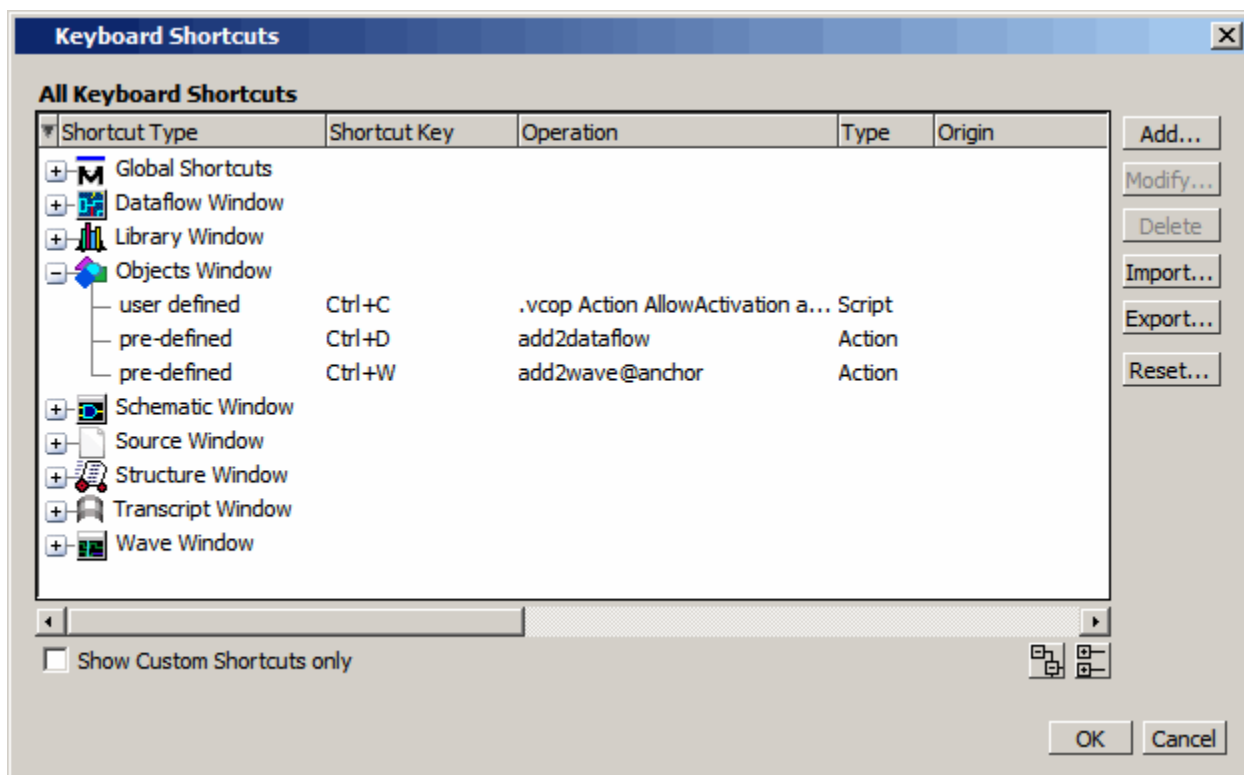 Keyboard Shortcuts
All Keyboard Shortcuts
Shortcut Type Shortcut Key Operation Type Origin
Add...
Global Shortcuts
Modify...
Dataflow Window
Library Window
Delete
Objects Window
Import...
user defined Ctrl+C .vcop Action AllowActivation a... Script
Export...
pre-defined Ctrl+D add2dataflow Action
pre-defined Ctrl+W add2wave@anchor Action
Reset...
Schematic Window
Source Window
Structure Window
Transcript Window
Wave Window
Show Custom Shortcuts only
OK Cancel